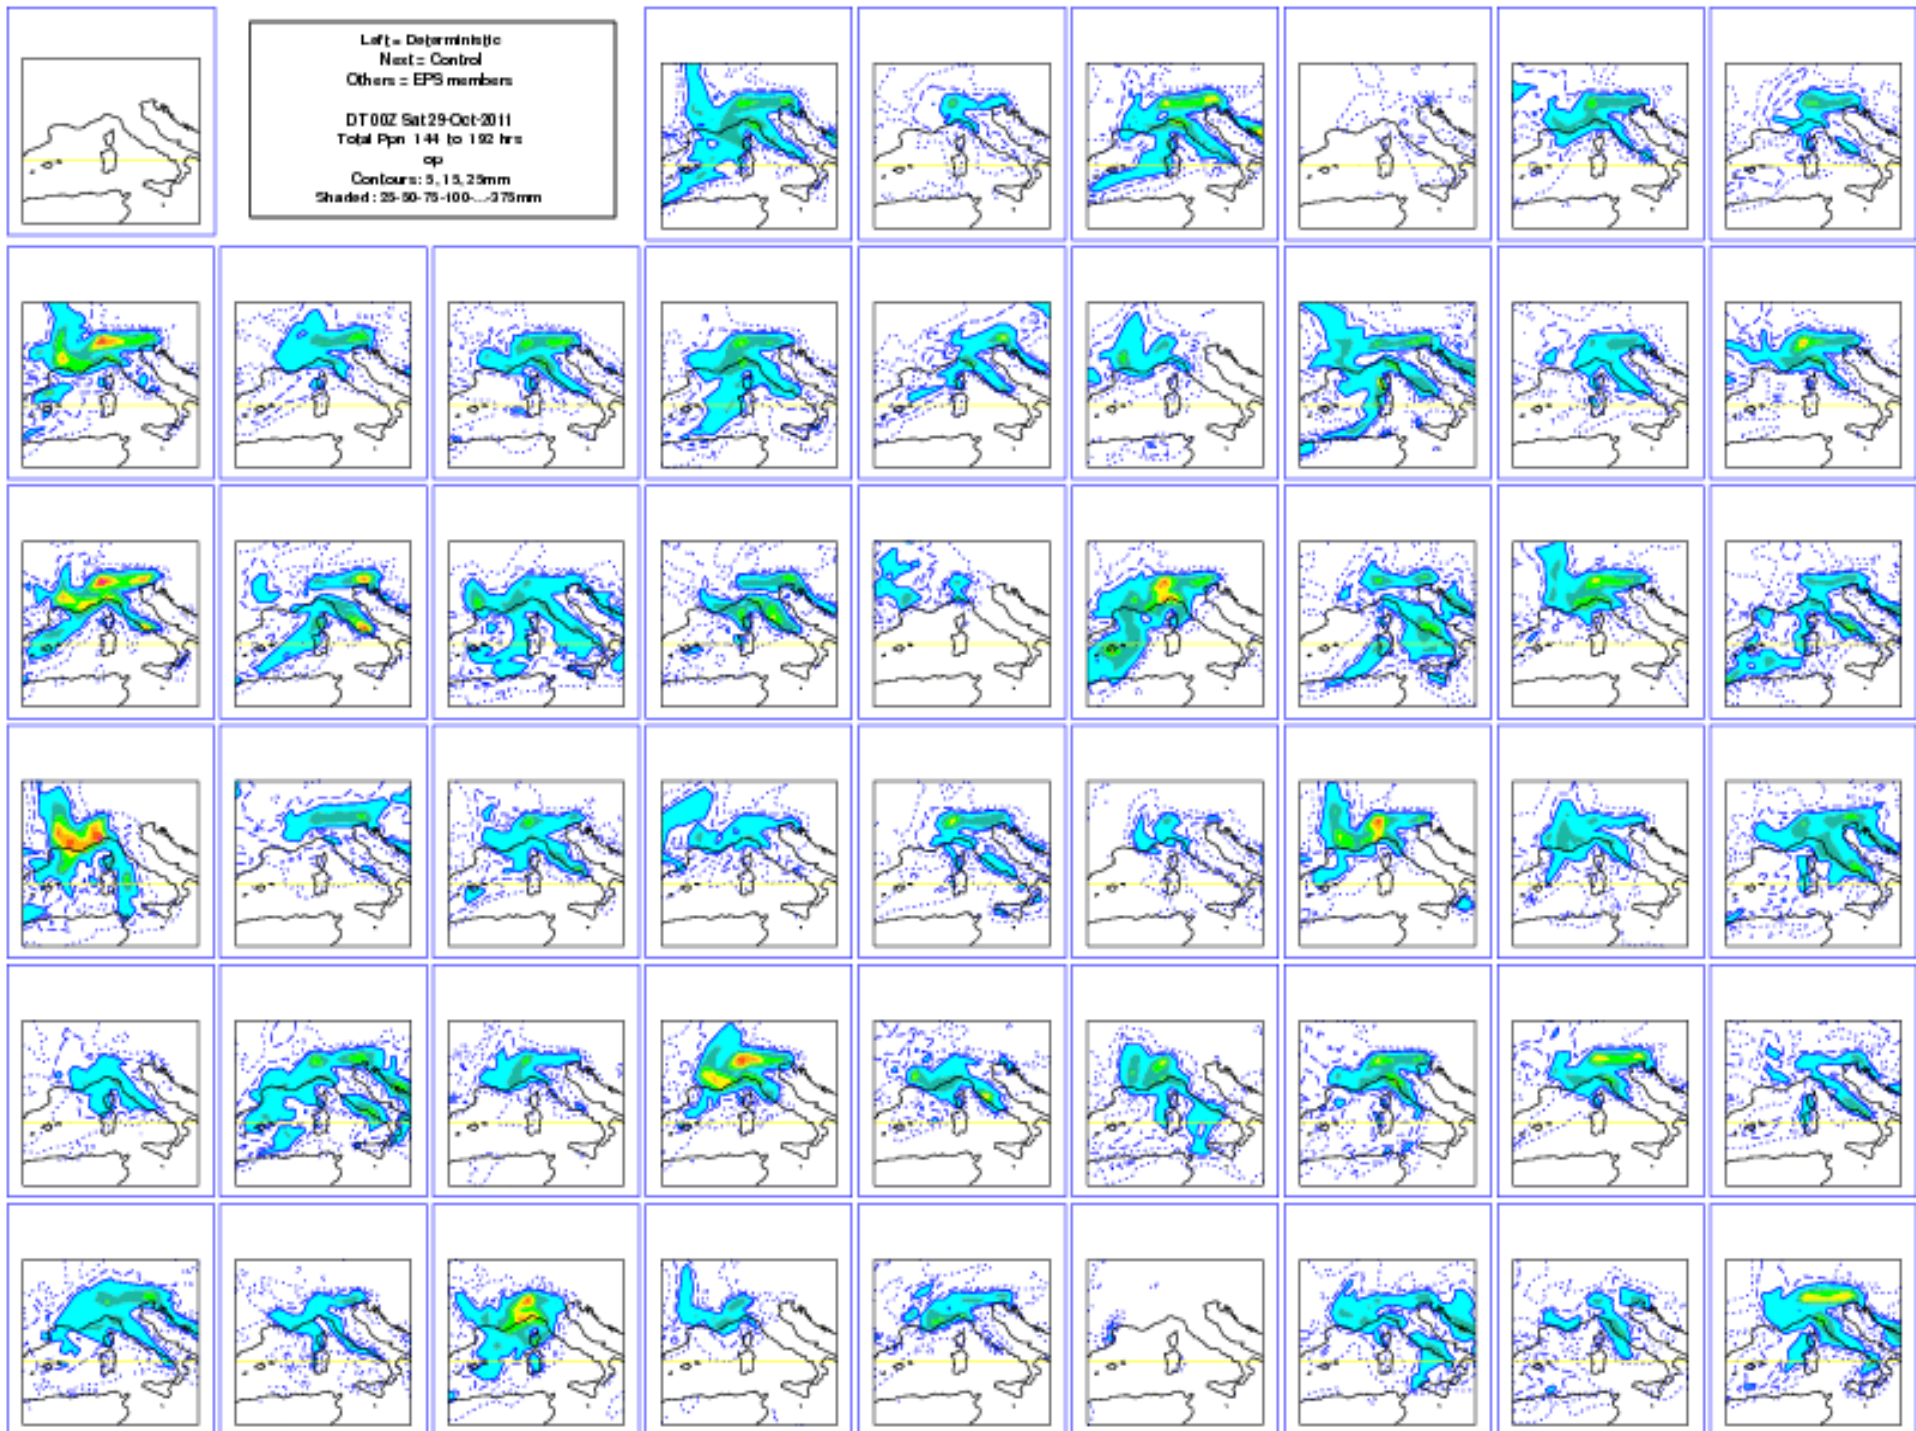 Left = Deterministic
Next = Control
Others = EPS members
DT 00Z Sat 29-Oct-2011
Total Ppn 144 to 192 hrs
op
Contours: 5, 15, 25mm
Shaded: 25-50-75-100-...-375mm